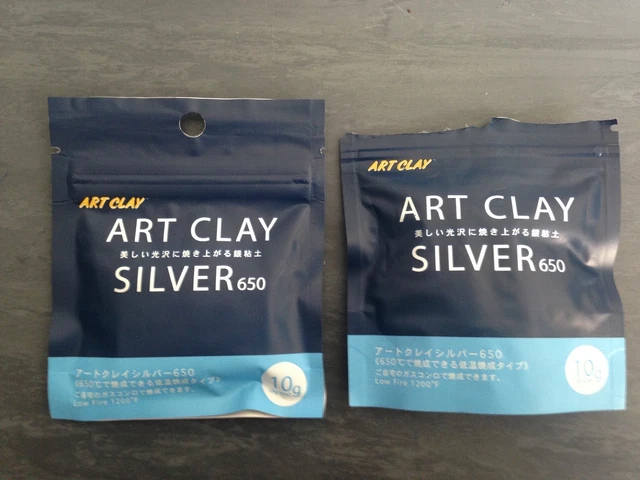 ART CLAY
ART CLAY
美しい光沢に焼き上がる銀粘土
SILVER650
アートクレイシルバー650
《650℃で焼成できる低温焼成タイプ》
ご自宅のガスコンロで焼成できます。
Low Fire 1200°F
10g
ART CLAY
ART CLAY
美しい光沢に焼き上がる銀粘土
SILVER650
アートクレイシルバー650
《650℃で焼成できる低温焼成タイプ》
ご自宅のガスコンロで焼成できます。
Low Fire 1200°F
10g